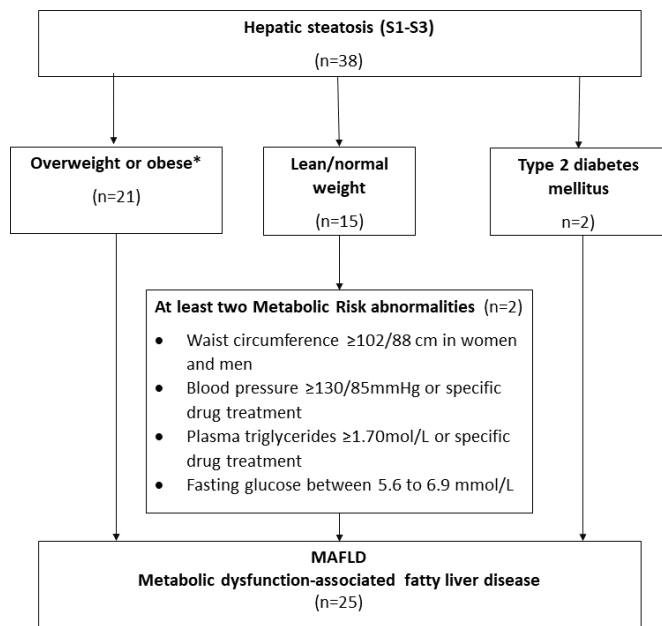 Hepatic steatosis (S1-S3)
(n=38)
Overweight or obese*
(n=21)
Lean/normal
weight
(n=15)
Type 2 diabetes
mellitus
n=2)
At least two Metabolic Risk abnormalities (n=2)
• Waist circumference ≥102/88 cm in women
and men
• Blood pressure ≥130/85mmHg or specific
drug treatment
• Plasma triglycerides ≥1.70mol/L or specific
drug treatment
• Fasting glucose between 5.6 to 6.9 mmol/L
MAFLD
Metabolic dysfunction-associated fatty liver disease
(n=25)